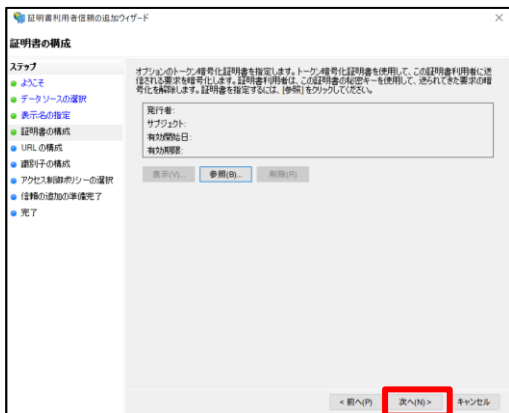 証明書利用者信頼の追加ウィザード
証明書の構成
ステップ
ようこそ
データ ソースの選択
表示名の指定
証明書の構成
URL の構成
識別子の構成
アクセス制御ポリシーの選択
信頼の追加の準備完了
完了
オプションのトークン暗号化証明書を指定します。トークン暗号化証明書を使用して、この証明書利用者に送
信される要求を暗号化します。証明書利用者は、この証明書の秘密キーを使用して、送られてきた要求の暗
号化を解除します。証明書を指定するには、[参照] をクリックしてください。
発行者:
サブジェクト:
有効開始日:
有効期限:
表示(V)... 参照(B)... 削除(R)
< 前へ(P) 次へ(N) > キャンセル